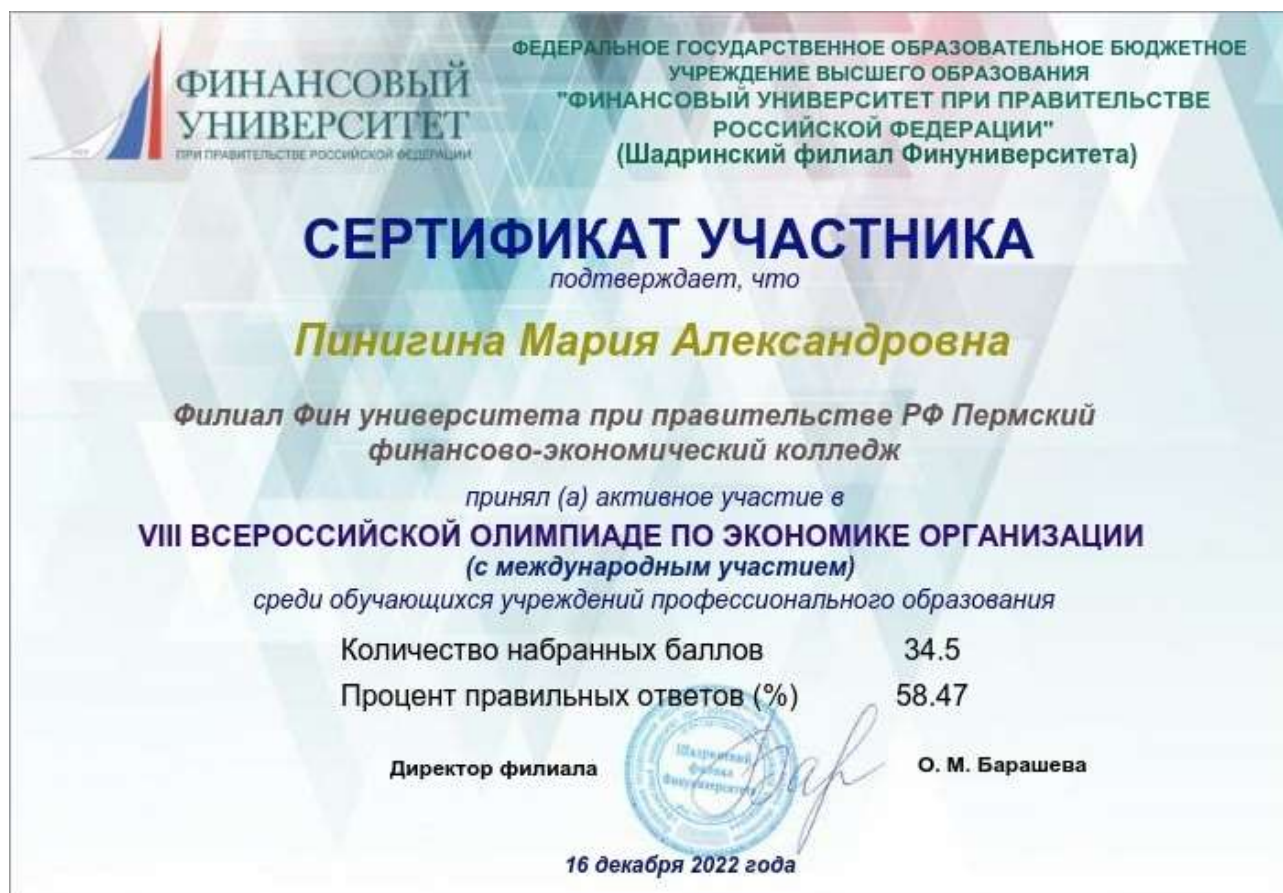 ФИНАНСОВЫЙ
УНИВЕРСИТЕТ
ПРИ ПРАВИТЕЛЬСТВЕ РОССИЙСКОЙ ФЕДЕРАЦИИ
ФЕДЕРАЛЬНОЕ ГОСУДАРСТВЕННОЕ ОБРАЗОВАТЕЛЬНОЕ БЮДЖЕТНОЕ
УЧРЕЖДЕНИЕ ВЫСШЕГО ОБРАЗОВАНИЯ
"ФИНАНСОВЫЙ УНИВЕРСИТЕТ ПРИ ПРАВИТЕЛЬСТВЕ
РОССИЙСКОЙ ФЕДЕРАЦИИ"
(Шадринский филиал Финуниверситета)
СЕРТИФИКАТ УЧАСТНИКА
подтверждает, что
Пинигина Мария Александровна
Филиал Фин университета при правительстве РФ Пермский
финансово-экономический колледж
принял (а) активное участие в
VIII ВСЕРОССИЙСКОЙ ОЛИМПИАДЕ ПО ЭКОНОМИКЕ ОРГАНИЗАЦИИ
(с международным участием)
среди обучающихся учреждений профессионального образования
Количество набранных баллов 34.5
Процент правильных ответов (%) 58.47
Директор филиала О. М. Барашева
Шадринский
филиал
Финуниверситета
16 декабря 2022 года